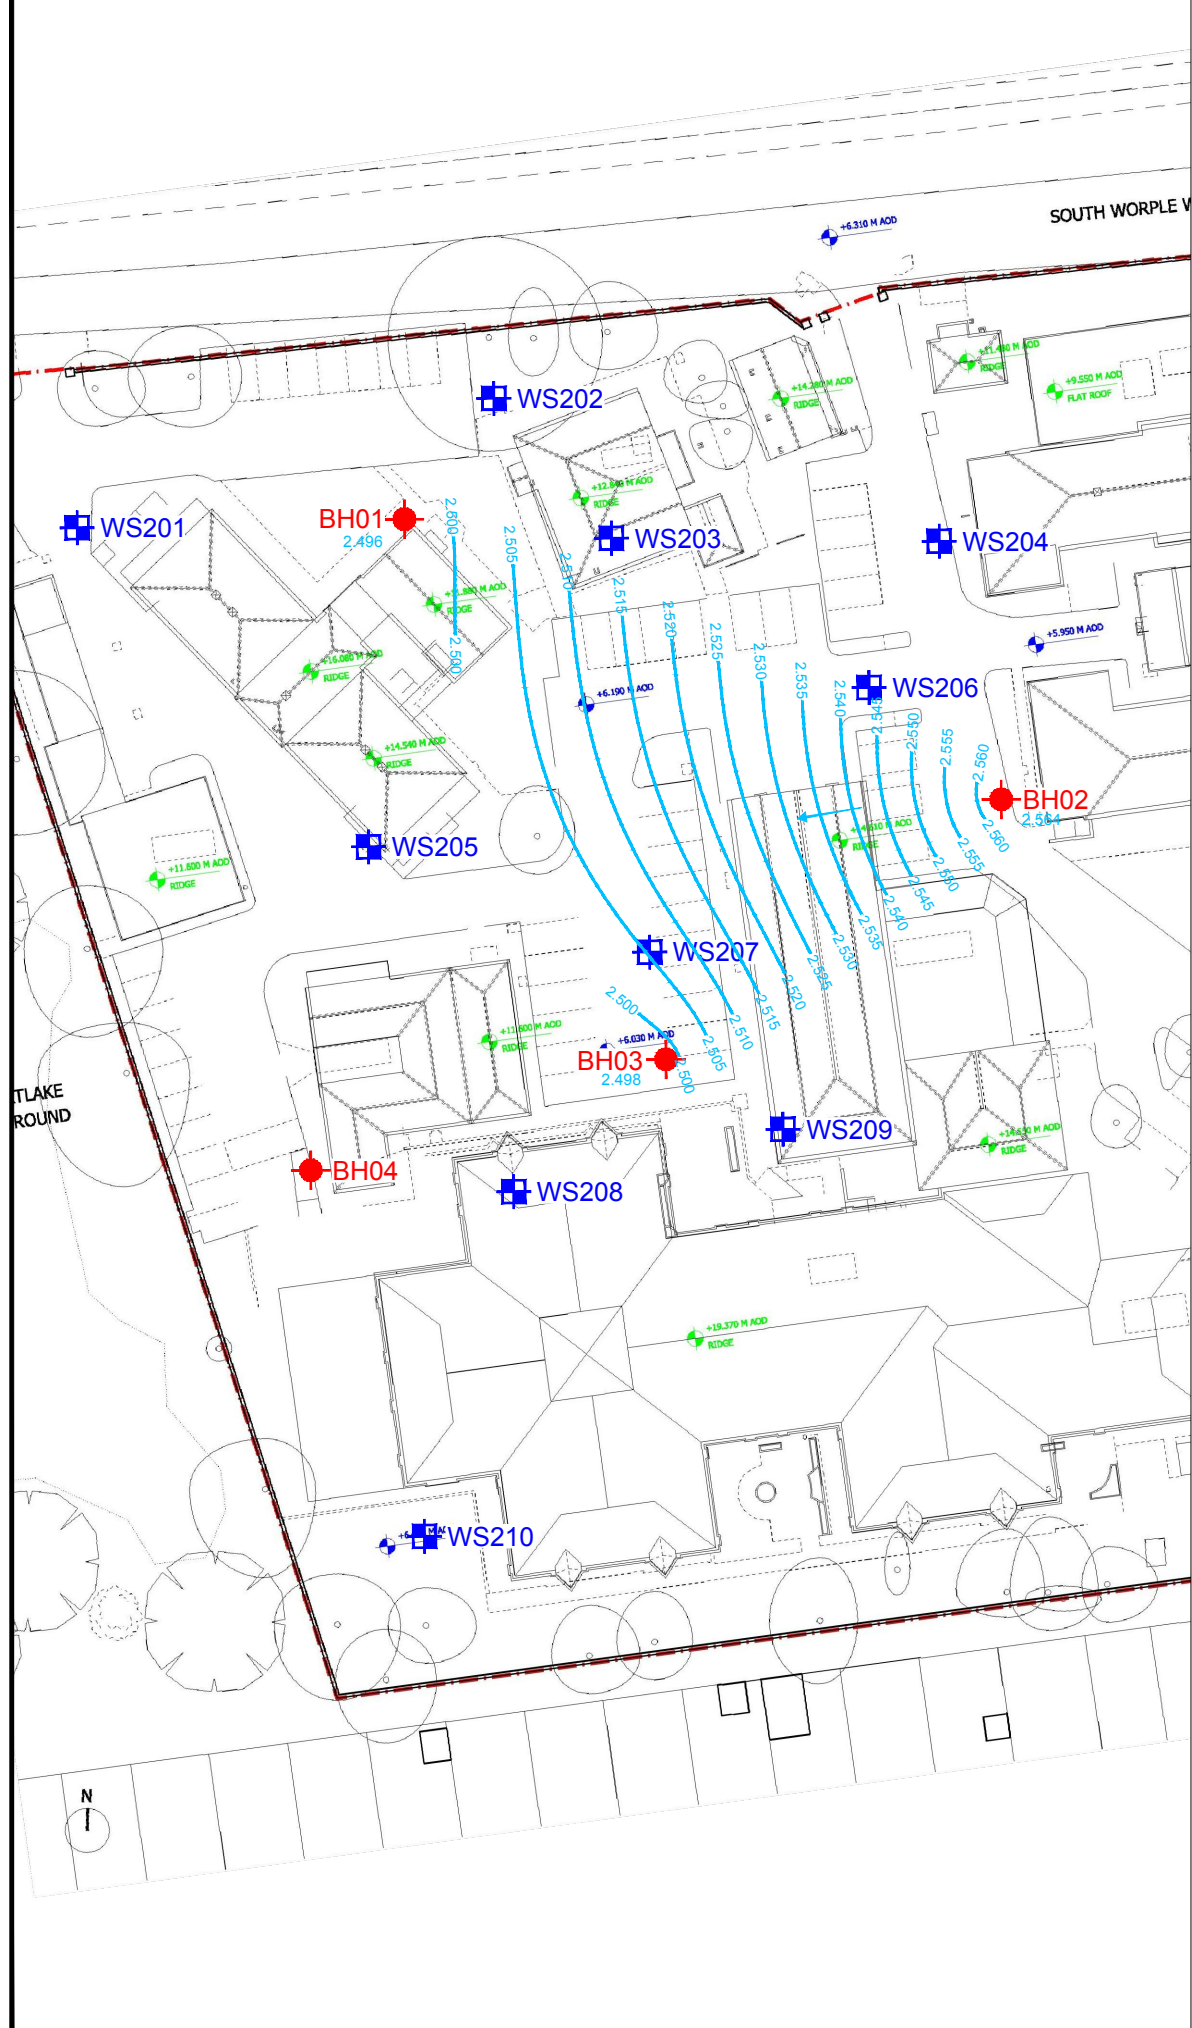 +6.310 M AOD
SOUTH WORPLE W
+11.480 M AOD
RIDGE
+14.280 M AOD
RIDGE
+9.550 M AOD
FLAT ROOF
WS202
+12.840 M AOD
RIDGE
BH01
2.496
WS201
WS203
WS204
2.500
2.505
2.510
2.515
2.520
2.525
2.530
2.535
2.540
2.545
2.550
2.555
2.560
RIDGE
2.500
+16.080 M AOD
RIDGE
+5.950 M AOD
+6.190 M AOD
WS206
+14.540 M AOD
RIDGE
BH02
2.564
RIDGE
WS205
+11.800 M AOD
RIDGE
2.560
2.555
2.550
2.545
2.540
2.535
2.530
2.525
2.520
2.515
2.510
2.505
2.500
WS207
2.500
+11.600 M AOD
RIDGE
+6.030 M AOD
BH03
2.498
TLAKE
ROUND
WS209
RIDGE
BH04
WS208
+19.370 M AOD
RIDGE
WS210
N